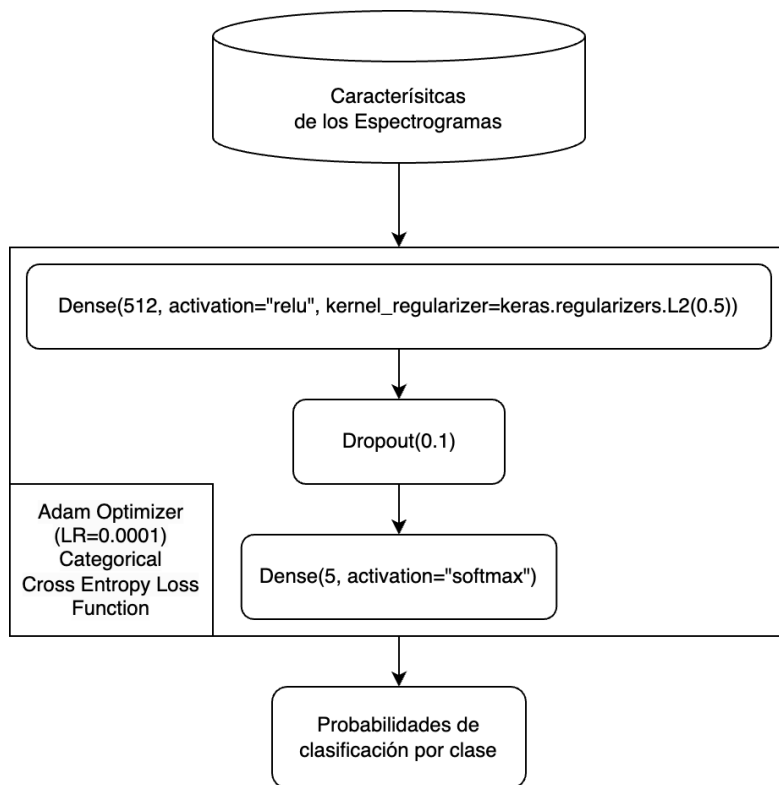 Caracterísitcas
de los Espectrogramas
Dense(512, activation="relu", kernel_regularizer=keras.regularizers.L2(0.5))
Dropout(0.1)
Adam Optimizer
(LR=0.0001)
Categorical
Cross Entropy Loss
Function
Dense(5, activation="softmax")
Probabilidades de
clasificación por clase